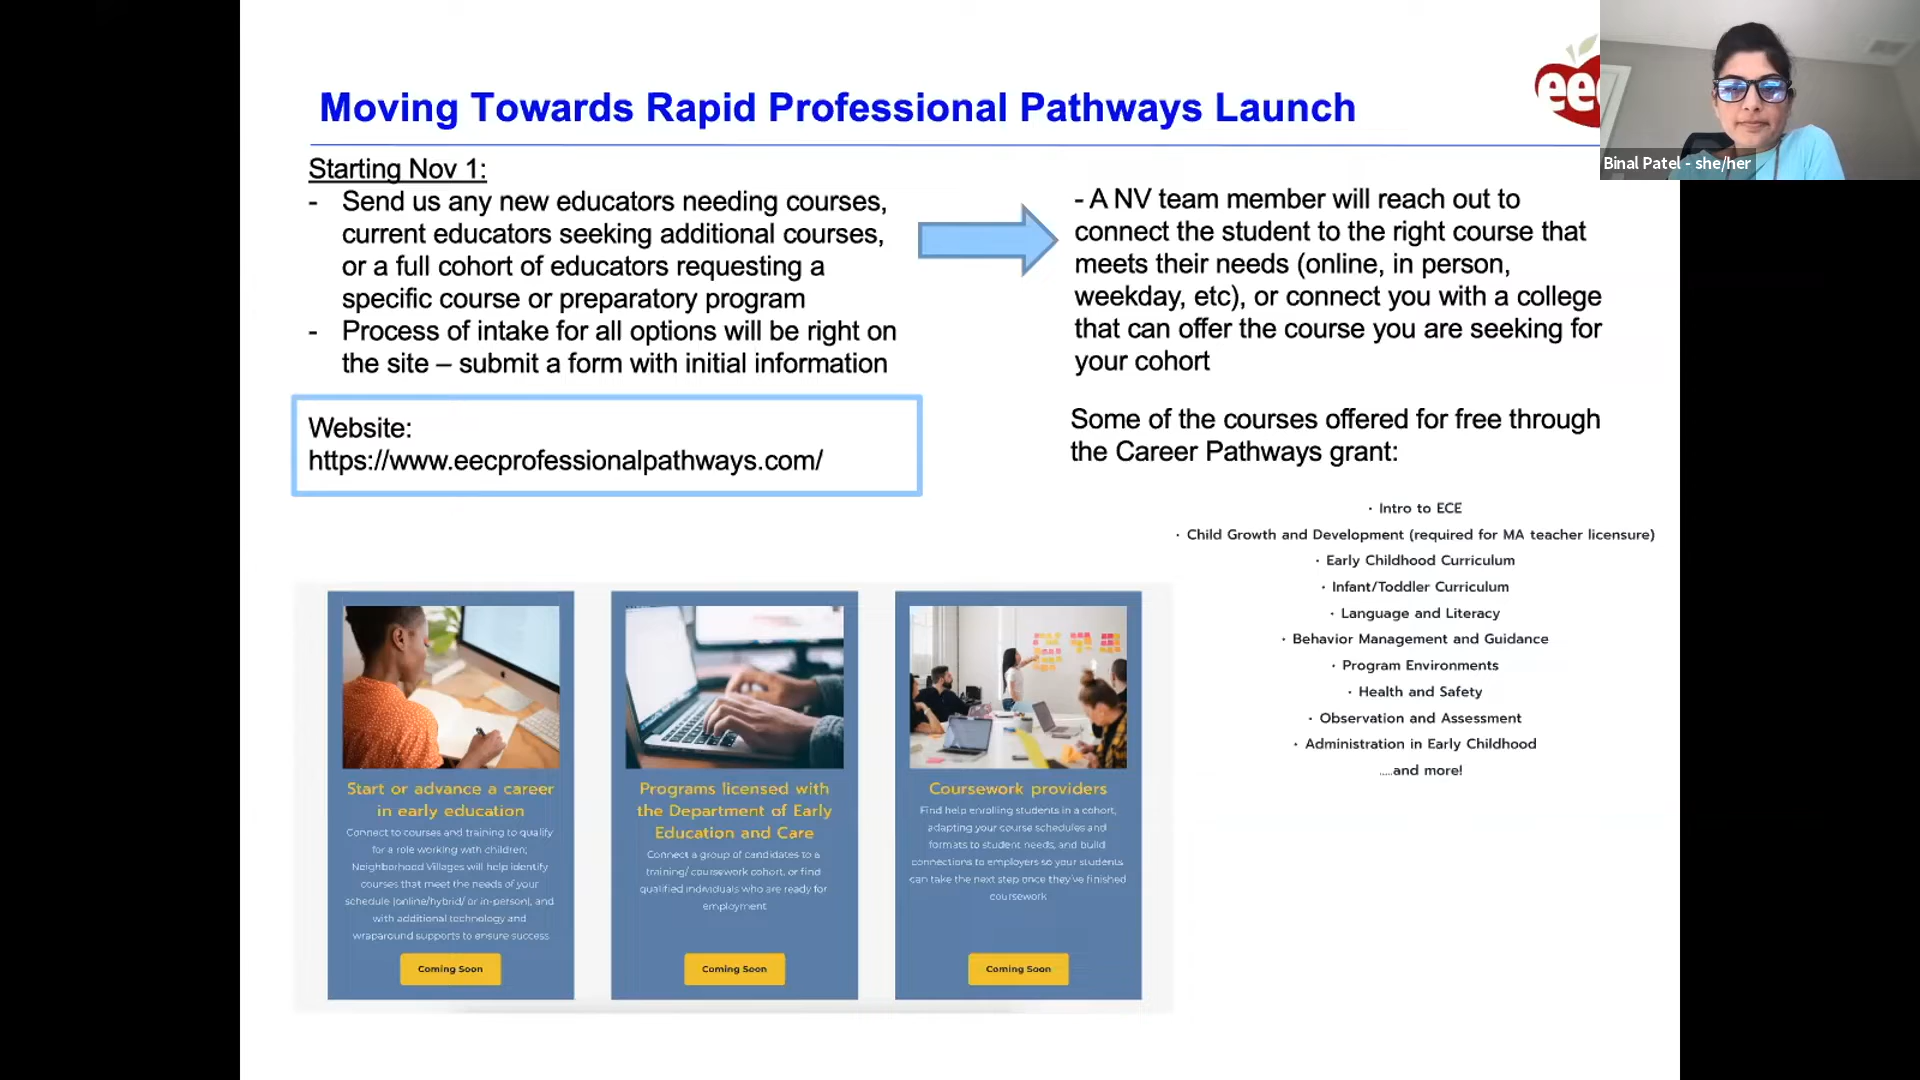 Moving Towards Rapid Professional Pathways Launch
eec
Binal Patel - she/her
Starting Nov 1:
- Send us any new educators needing courses,
current educators seeking additional courses,
or a full cohort of educators requesting a
specific course or preparatory program
- Process of intake for all options will be right on
the site – submit a form with initial information
- A NV team member will reach out to
connect the student to the right course that
meets their needs (online, in person,
weekday, etc), or connect you with a college
that can offer the course you are seeking for
your cohort
Website:
https://www.eecprofessionalpathways.com/
Some of the courses offered for free through
the Career Pathways grant:
· Intro to ECE
· Child Growth and Development (required for MA teacher licensure)
· Early Childhood Curriculum
· Infant/Toddler Curriculum
· Language and Literacy
· Behavior Management and Guidance
· Program Environments
· Health and Safety
· Observation and Assessment
· Administration in Early Childhood
.....and more!
Start or advance a career
in early education
Connect to courses and training to qualify
for a role working with children;
Neighborhood Villages will help identify
courses that meet the needs of your
schedule (online/hybrid/ or in-person), and
with additional technology and
wraparound supports to ensure success
Coming Soon
Programs licensed with
the Department of Early
Education and Care
Connect a group of candidates to a
training/ coursework cohort, or find
qualified individuals who are ready for
employment
Coming Soon
Coursework providers
Find help enrolling students in a cohort,
adapting your course schedules and
formats to student needs, and build
connections to employers so your students
can take the next step once they've finished
coursework
Coming Soon